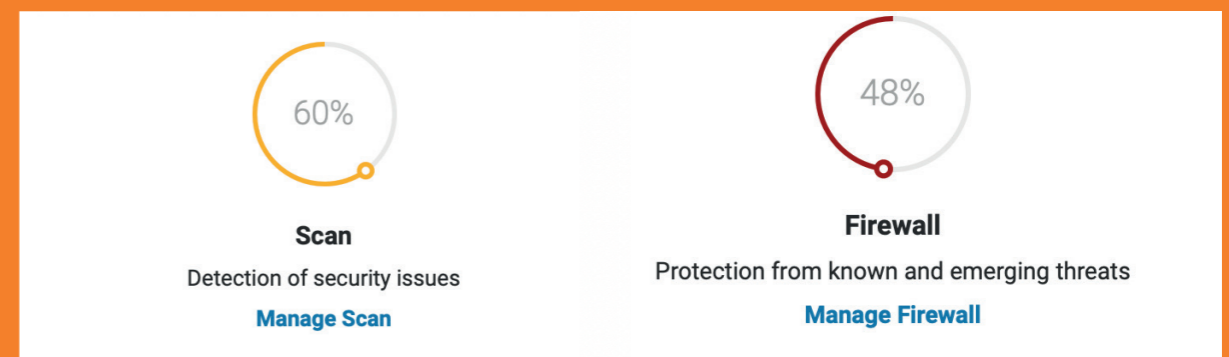 60%
Scan
Detection of security issues
Manage Scan
48%
Firewall
Protection from known and emerging threats
Manage Firewall